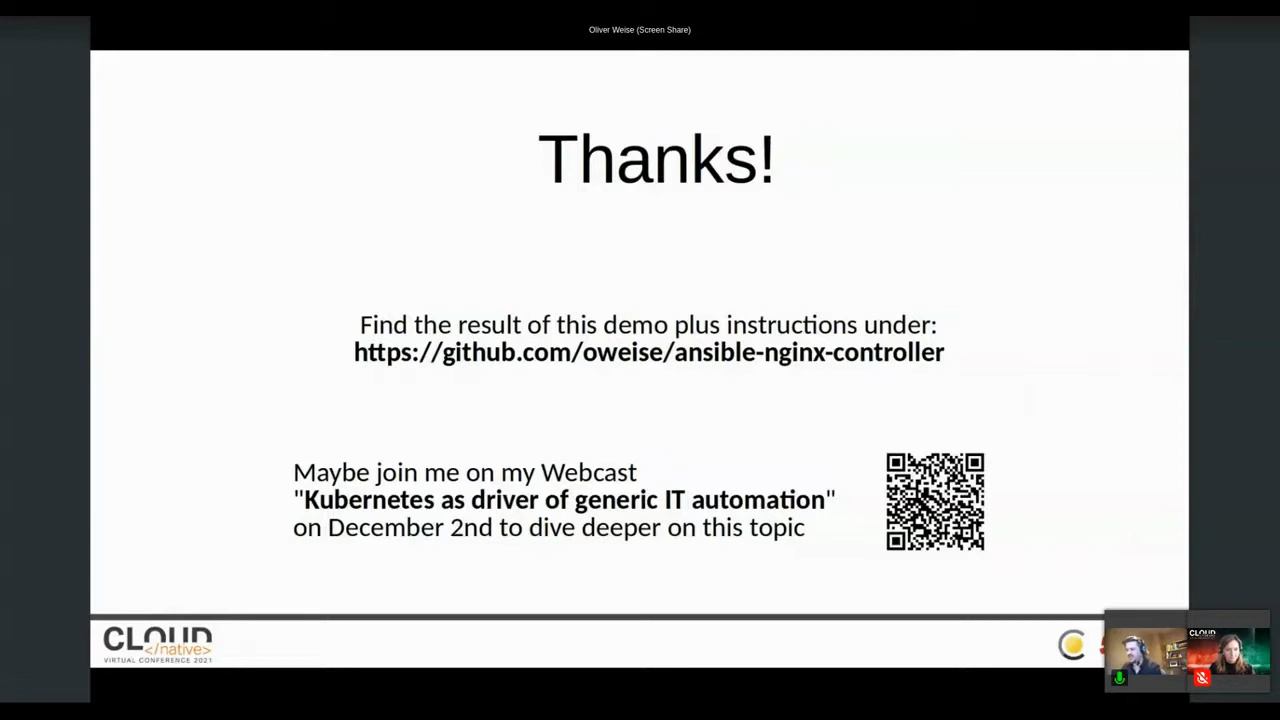 Oliver Weise (Screen Share)
Thanks!
Find the result of this demo plus instructions under:
https://github.com/oweise/ansible-nginx-controller
Maybe join me on my Webcast
"Kubernetes as driver of generic IT automation"
on December 2nd to dive deeper on this topic
CLOUD
</native>
VIRTUAL CONFERENCE 2021
CLOUD